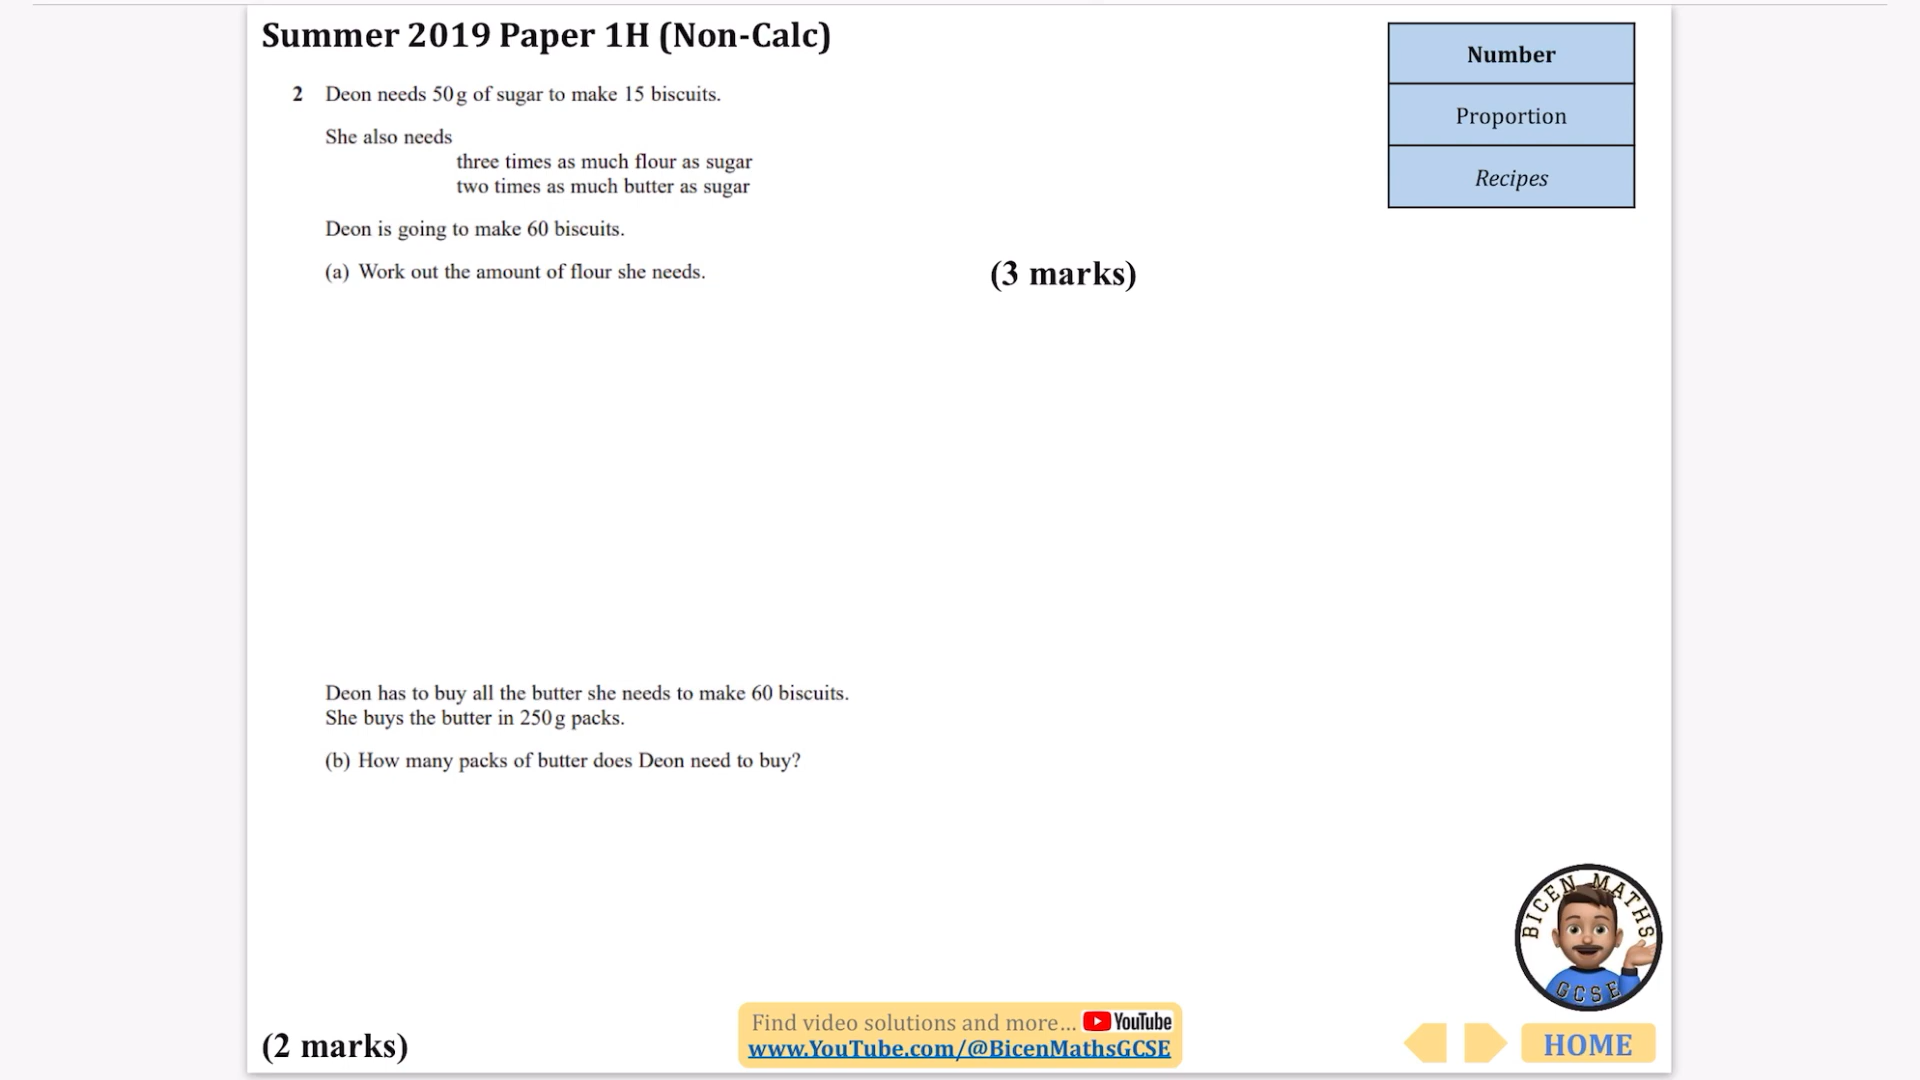 Summer 2019 Paper 1H (Non-Calc)
Number
Proportion
Recipes
2 Deon needs 50g of sugar to make 15 biscuits.
She also needs
three times as much flour as sugar
two times as much butter as sugar
Deon is going to make 60 biscuits.
(a) Work out the amount of flour she needs.
(3 marks)
Deon has to buy all the butter she needs to make 60 biscuits.
She buys the butter in 250g packs.
(b) How many packs of butter does Deon need to buy?
BICEN MATHS
GCSE
(2 marks)
Find video solutions and more... YouTube
www.YouTube.com/@BicenMathsGCSE
HOME